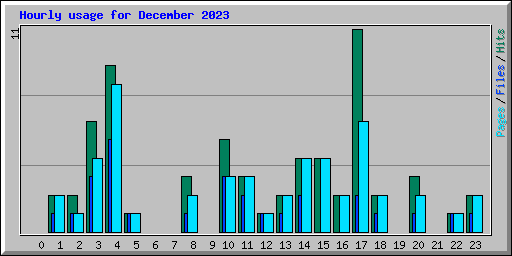 Hourly usage for December 2023
11
Pages/Files/Hits
0 1 2 3 4 5 6 7 8 9 10 11 12 13 14 15 16 17 18 19 20 21 22 23